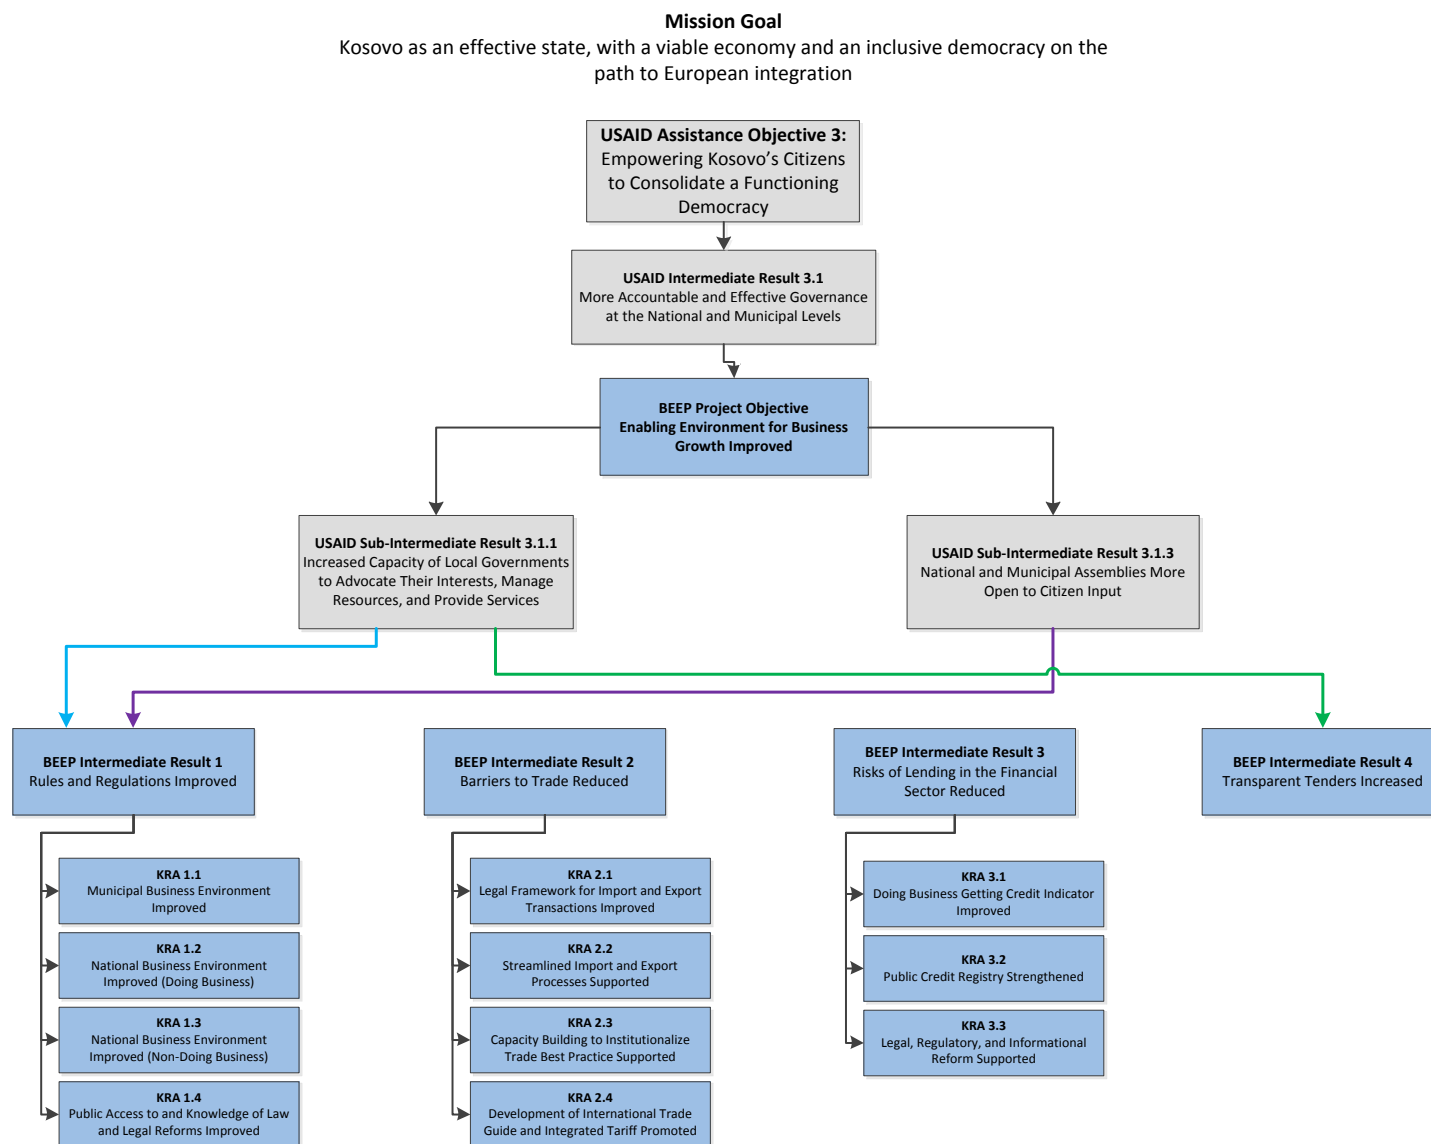 Mission Goal
Kosovo as an effective state, with a viable economy and an inclusive democracy on the
path to European integration
USAID Assistance Objective 3:
Empowering Kosovo’s Citizens
to Consolidate a Functioning
Democracy
USAID Intermediate Result 3.1
More Accountable and Effective Governance
at the National and Municipal Levels
BEEP Project Objective
Enabling Environment for Business
Growth Improved
USAID Sub-Intermediate Result 3.1.1
Increased Capacity of Local Governments
to Advocate Their Interests, Manage
Resources, and Provide Services
USAID Sub-Intermediate Result 3.1.3
National and Municipal Assemblies More
Open to Citizen Input
BEEP Intermediate Result 1
Rules and Regulations Improved
BEEP Intermediate Result 2
Barriers to Trade Reduced
BEEP Intermediate Result 3
Risks of Lending in the Financial
Sector Reduced
BEEP Intermediate Result 4
Transparent Tenders Increased
KRA 1.1
Municipal Business Environment
Improved
KRA 1.2
National Business Environment
Improved (Doing Business)
KRA 1.3
National Business Environment
Improved (Non-Doing Business)
KRA 1.4
Public Access to and Knowledge of Law
and Legal Reforms Improved
KRA 2.1
Legal Framework for Import and Export
Transactions Improved
KRA 2.2
Streamlined Import and Export
Processes Supported
KRA 2.3
Capacity Building to Institutionalize
Trade Best Practice Supported
KRA 2.4
Development of International Trade
Guide and Integrated Tariff Promoted
KRA 3.1
Doing Business Getting Credit Indicator
Improved
KRA 3.2
Public Credit Registry Strengthened
KRA 3.3
Legal, Regulatory, and Informational
Reform Supported